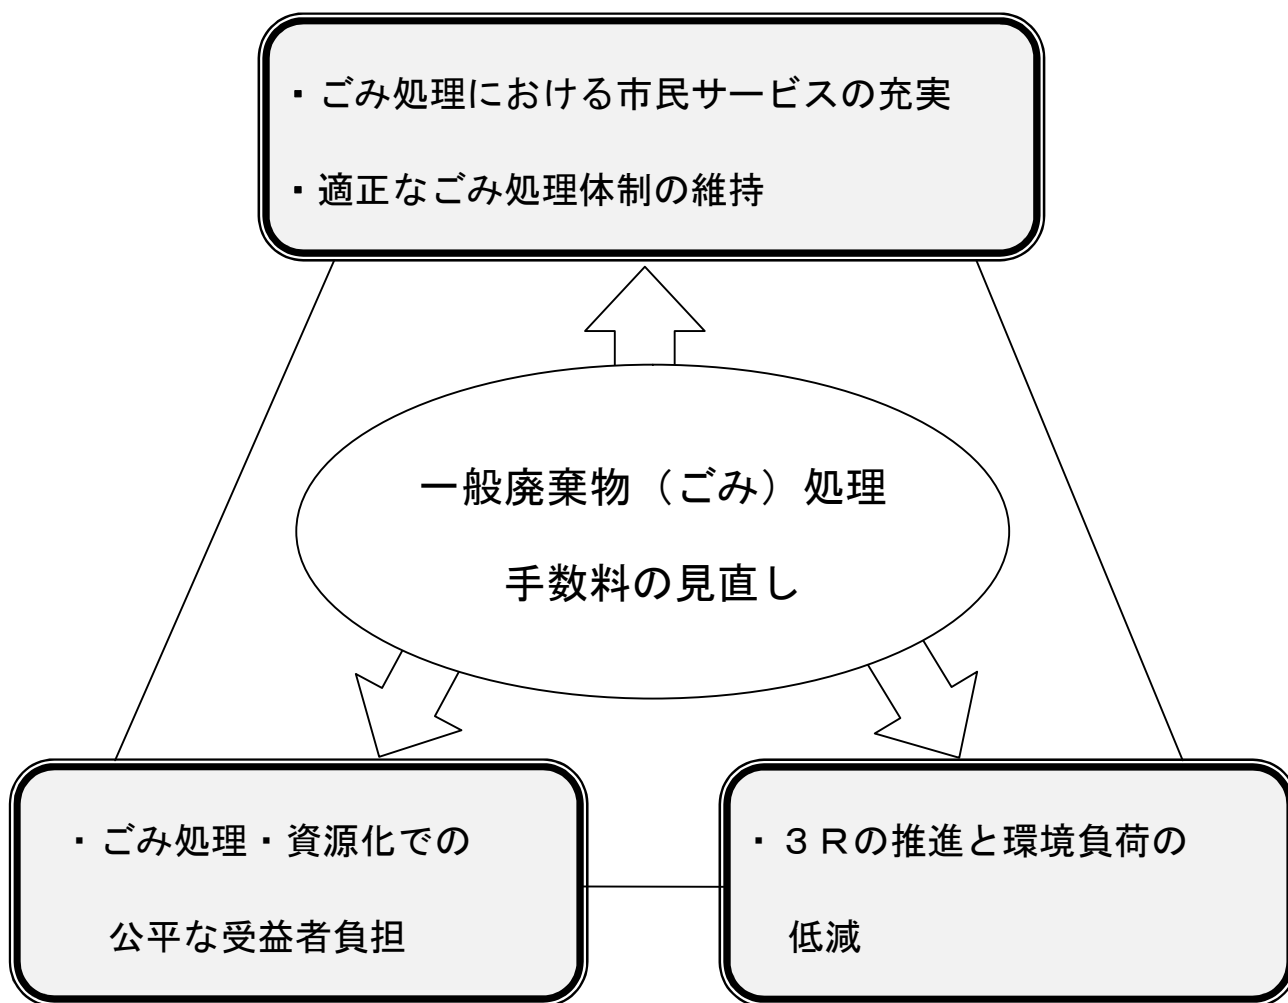 ・ごみ処理における市民サービスの充実
・適正なごみ処理体制の維持
一般廃棄物（ごみ）処理
手数料の見直し
・ごみ処理・資源化での
公平な受益者負担
・３Ｒの推進と環境負荷の
低減